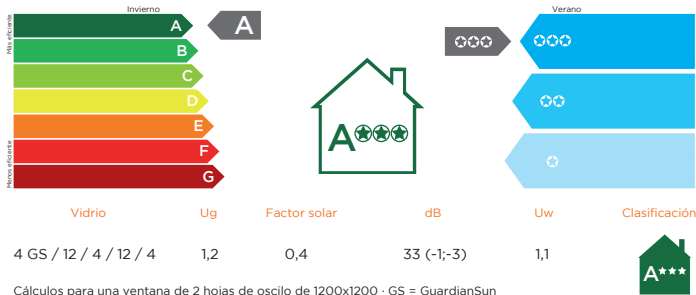 Invierno
Verano
Más eficiente
Menos eficiente
A
B
C
D
E
F
G
A
A✪✪✪
✪✪✪
✪✪✪
✪✪
✪
Vidrio Ug Factor solar dB Uw Clasificación
4 GS / 12 / 4 / 12 / 4 1,2 0,4 33 (-1;-3) 1,1 A★★★
Cálculos para una ventana de 2 hojas de oscilo de 1200x1200 · GS = GuardianSun